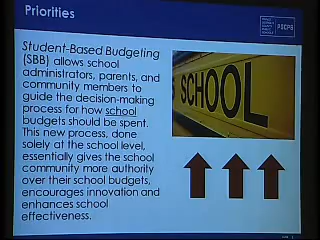 Priorities
DCPS
Student-Based Budgeting
(SBB) allows school
administrators, parents, and
community members to
guide the decision-making
process for how school
budgets should be spent.
This new process, done
solely at the school level,
essentially gives the school
community more authority
over their school budgets,
encourages innovation and
enhances school
effectiveness.
SCHOOL